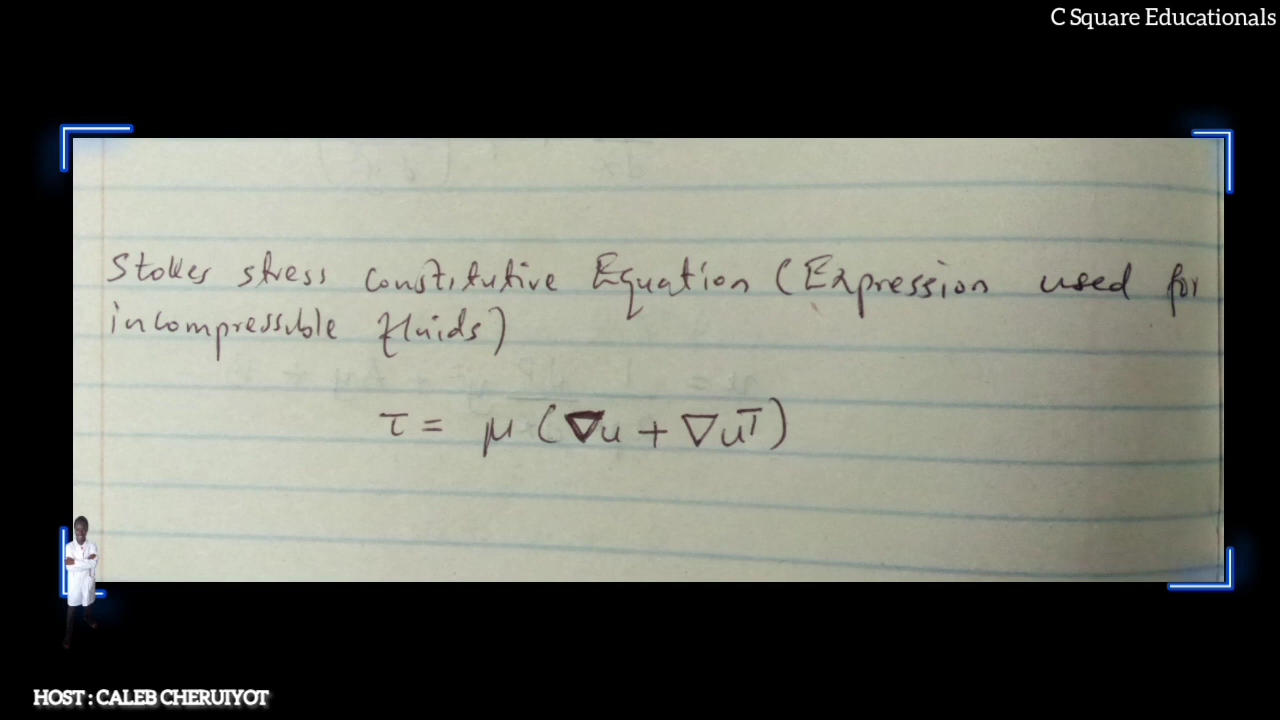 C Square Educationals
Stokes stress constitutive Equation (Expression used for
incompressible fluids)
τ = μ (∇u + ∇uᵀ)
HOST : CALEB CHERUIYOT